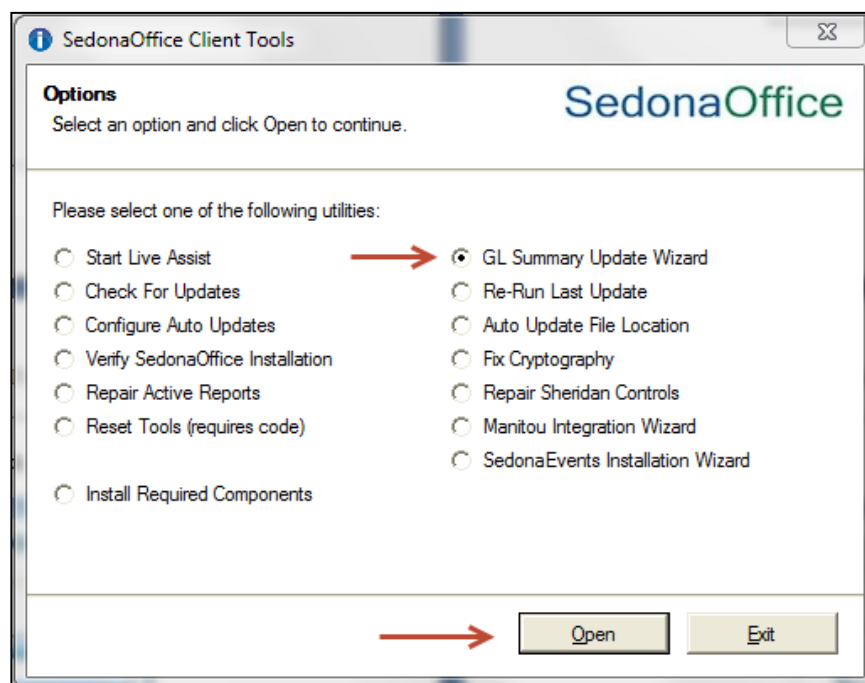 SedonaOffice Client Tools
Options
Select an option and click Open to continue.
SedonaOffice
Please select one of the following utilities:
Start Live Assist
Check For Updates
Configure Auto Updates
Verify SedonaOffice Installation
Repair Active Reports
Reset Tools (requires code)
Install Required Components
GL Summary Update Wizard
Re-Run Last Update
Auto Update File Location
Fix Cryptography
Repair Sheridan Controls
Manitou Integration Wizard
SedonaEvents Installation Wizard
Open
Exit